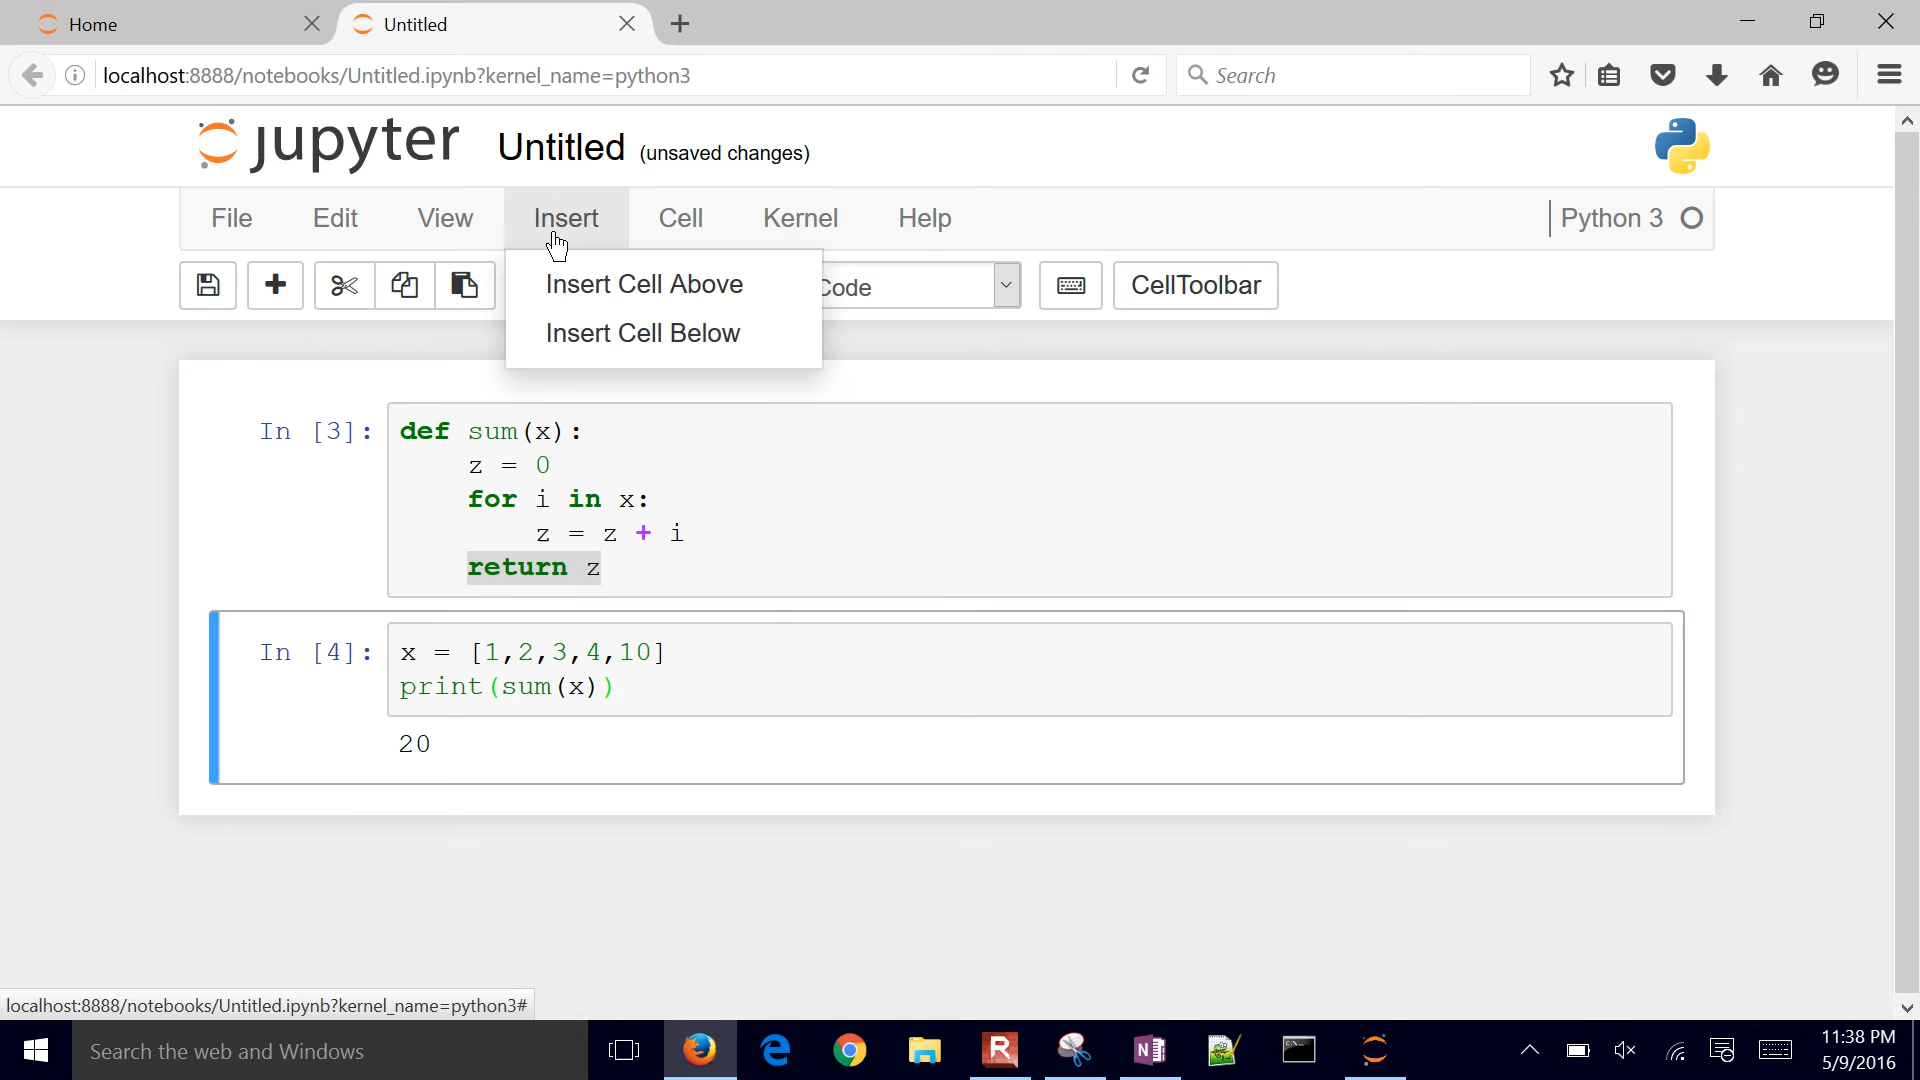 Home
Untitled
localhost:8888/notebooks/Untitled.ipynb?kernel_name=python3
Search
jupyter Untitled (unsaved changes)
File Edit View Insert Cell Kernel Help Python 3
Insert Cell Above
Code
CellToolbar
Insert Cell Below
In [3]: def sum(x):
z = 0
for i in x:
z = z + i
return z
In [4]: x = [1,2,3,4,10]
print(sum(x))
20
localhost:8888/notebooks/Untitled.ipynb?kernel_name=python3#
Search the web and Windows
11:38 PM
5/9/2016